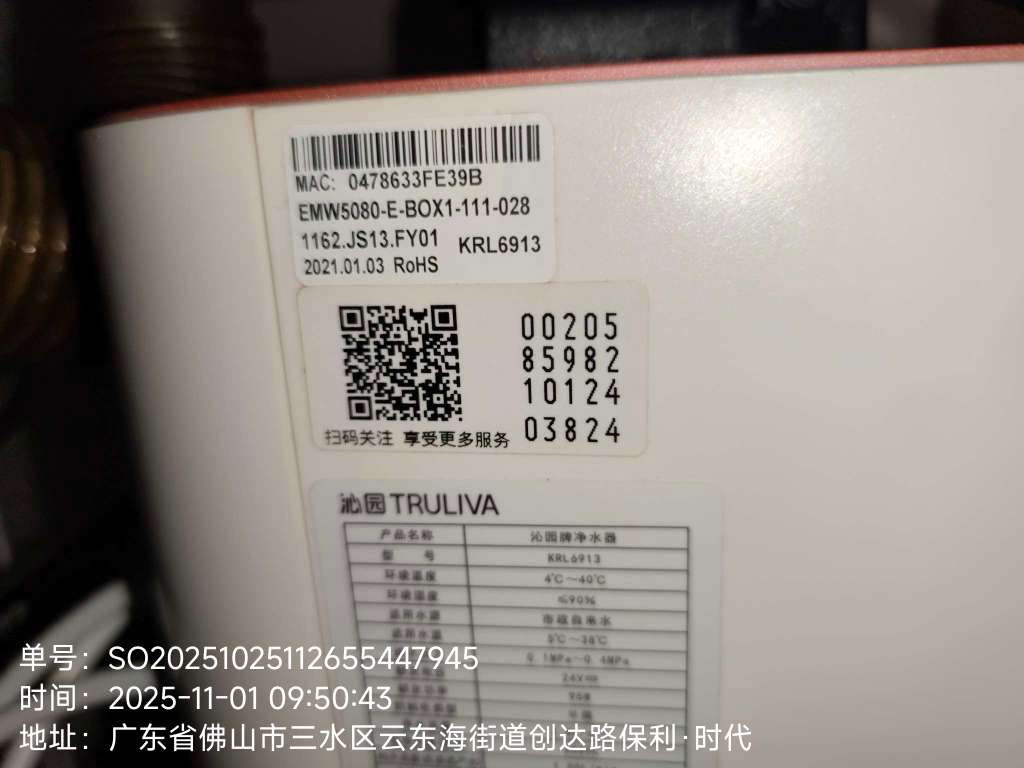 MAC: 0478633FE39B
EMW5080-E-BOX1-111-028
1162.JS13.FY01 KRL6913
2021.01.03 RoHS
00205
85982
10124
03824
扫码关注 享受更多服务
沁园 TRULIVA
产品名称 沁园牌净水器
型 号 KRL6913
环境温度 4℃~40℃
环境湿度 ≤90%
适用水源 市政自来水
适用水温 5℃~38℃
0.1MPa~0.4MPa
单号: SO20251025112655447945
时间: 2025-11-01 09:50:43
地址: 广东省佛山市三水区云东海街道创达路保利·时代